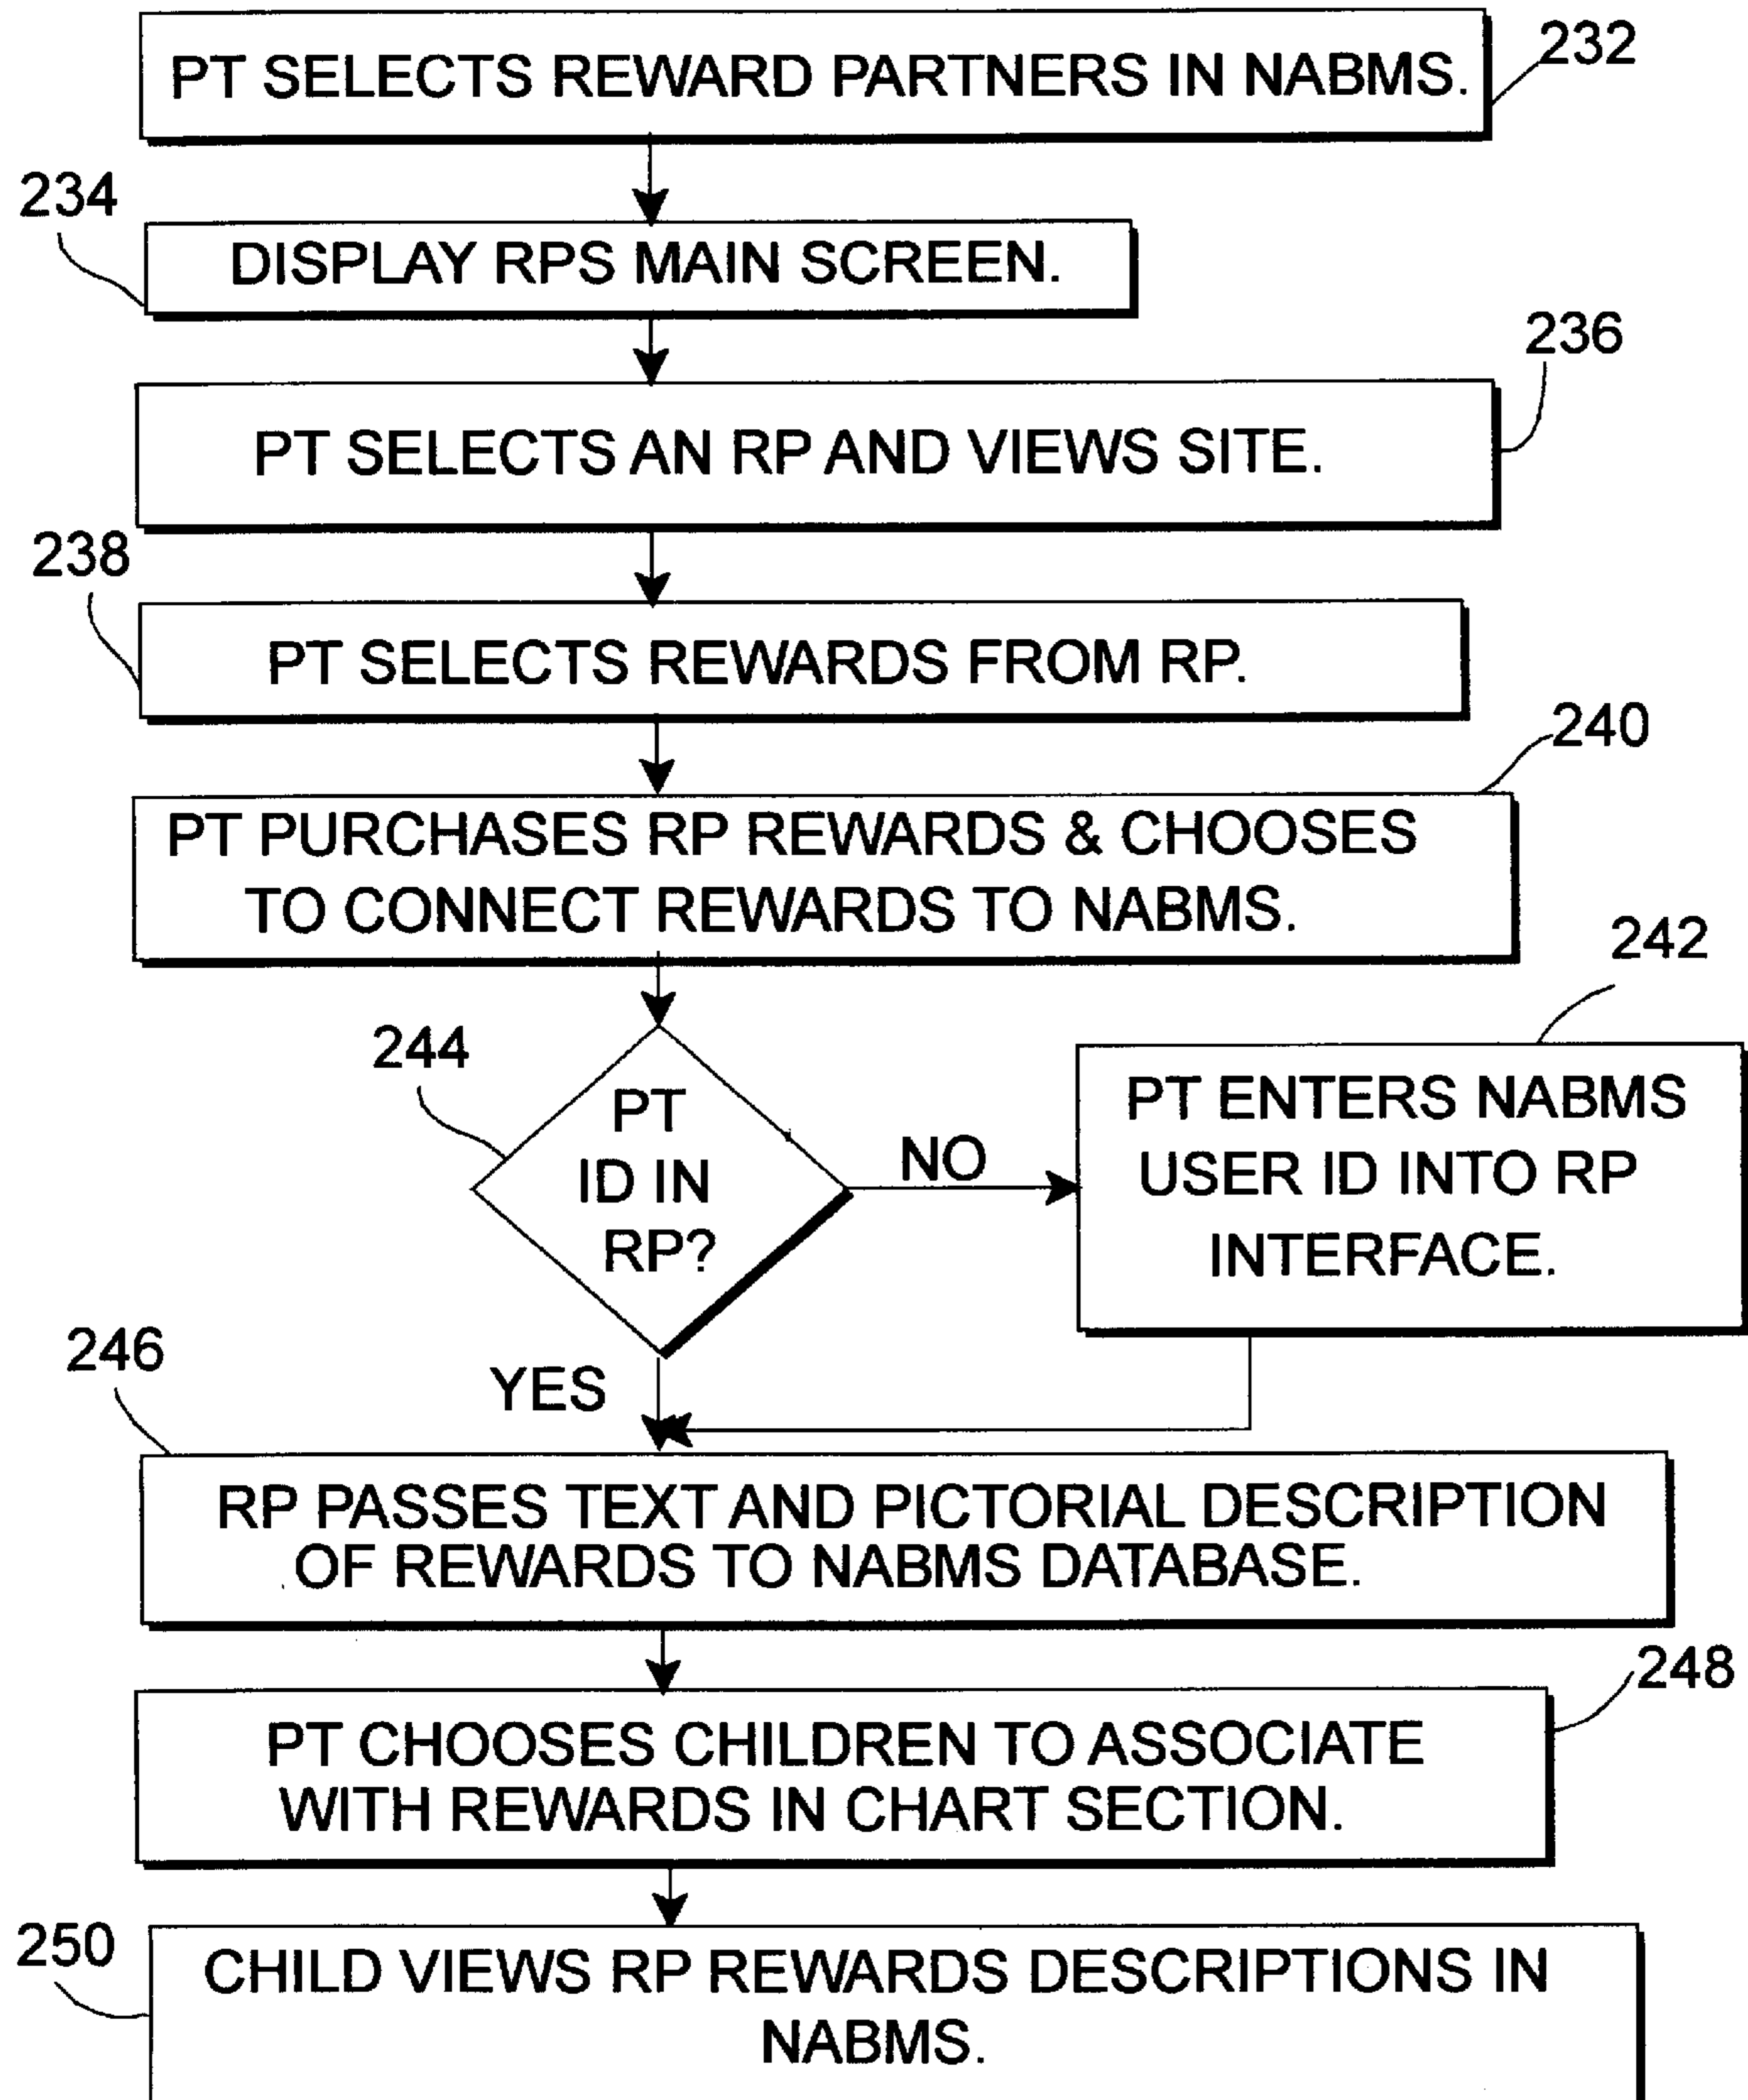 PT SELECTS REWARD PARTNERS IN NABMS.
232
234
DISPLAY RPS MAIN SCREEN.
236
PT SELECTS AN RP AND VIEWS SITE.
238
PT SELECTS REWARDS FROM RP.
240
PT PURCHASES RP REWARDS & CHOOSES
TO CONNECT REWARDS TO NABMS.
242
244
PT
ID IN
RP?
NO
PT ENTERS NABMS
USER ID INTO RP
INTERFACE.
YES
246
RP PASSES TEXT AND PICTORIAL DESCRIPTION
OF REWARDS TO NABMS DATABASE.
248
PT CHOOSES CHILDREN TO ASSOCIATE
WITH REWARDS IN CHART SECTION.
250
CHILD VIEWS RP REWARDS DESCRIPTIONS IN
NABMS.